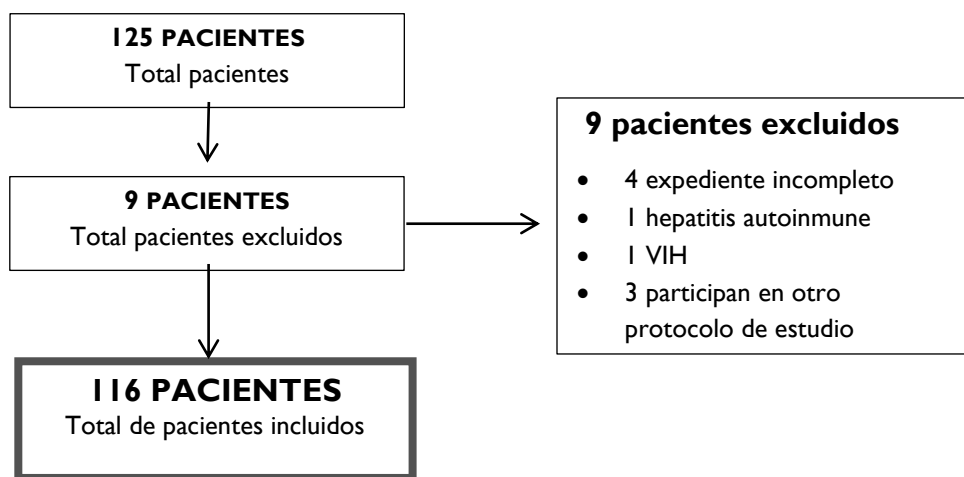 125 PACIENTES
Total pacientes
9 PACIENTES
Total pacientes excluidos
9 pacientes excluidos
• 4 expediente incompleto
• 1 hepatitis autoinmune
• 1 VIH
• 3 participan en otro
protocolo de estudio
116 PACIENTES
Total de pacientes incluidos